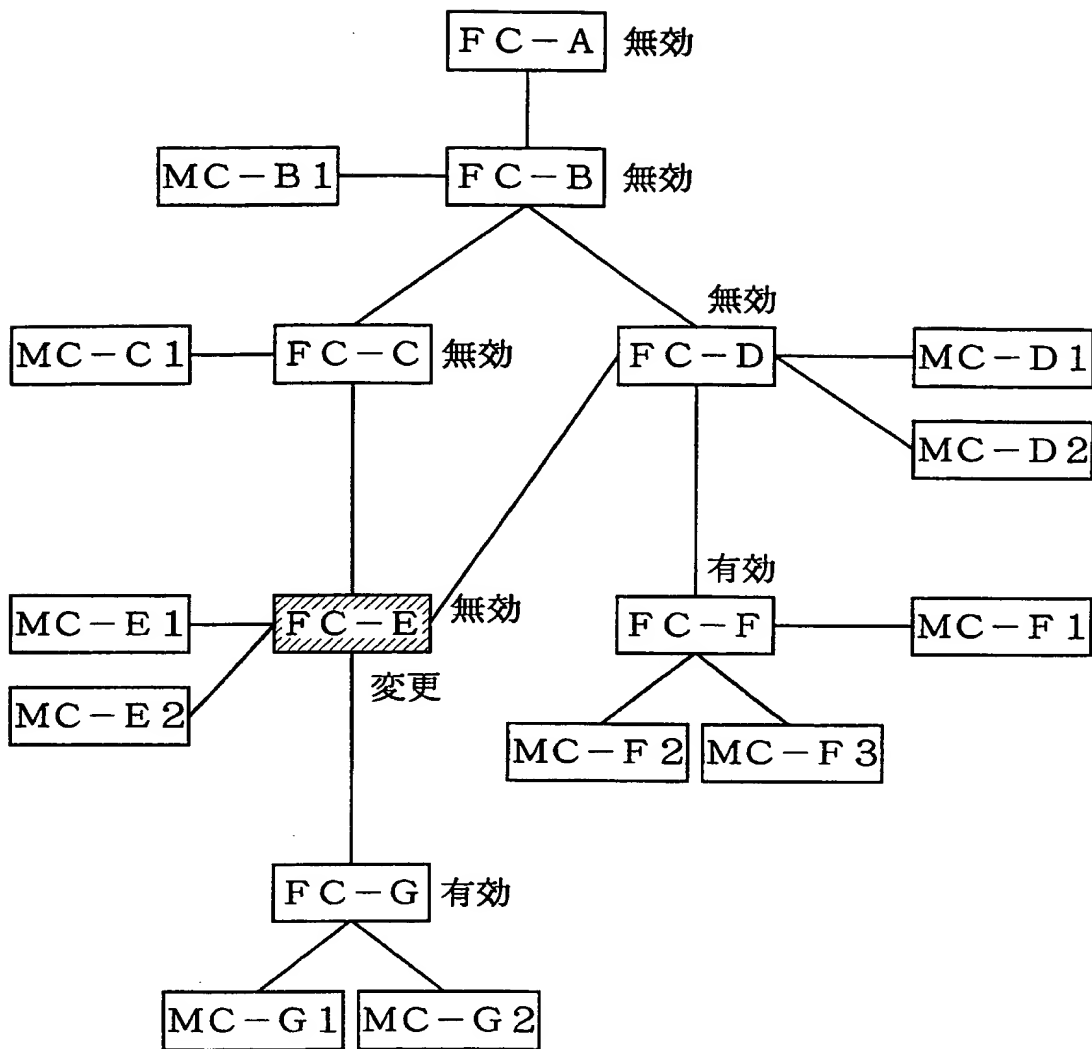 FC－A 無効
MC－B1 FC－B 無効
無効
MC－C1 FC－C 無効 FC－D MC－D1
MC－D2
有効
MC－E1 FC－E 無効 FC－F MC－F1
変更
MC－E2
MC－F2 MC－F3
FC－G 有効
MC－G1 MC－G2